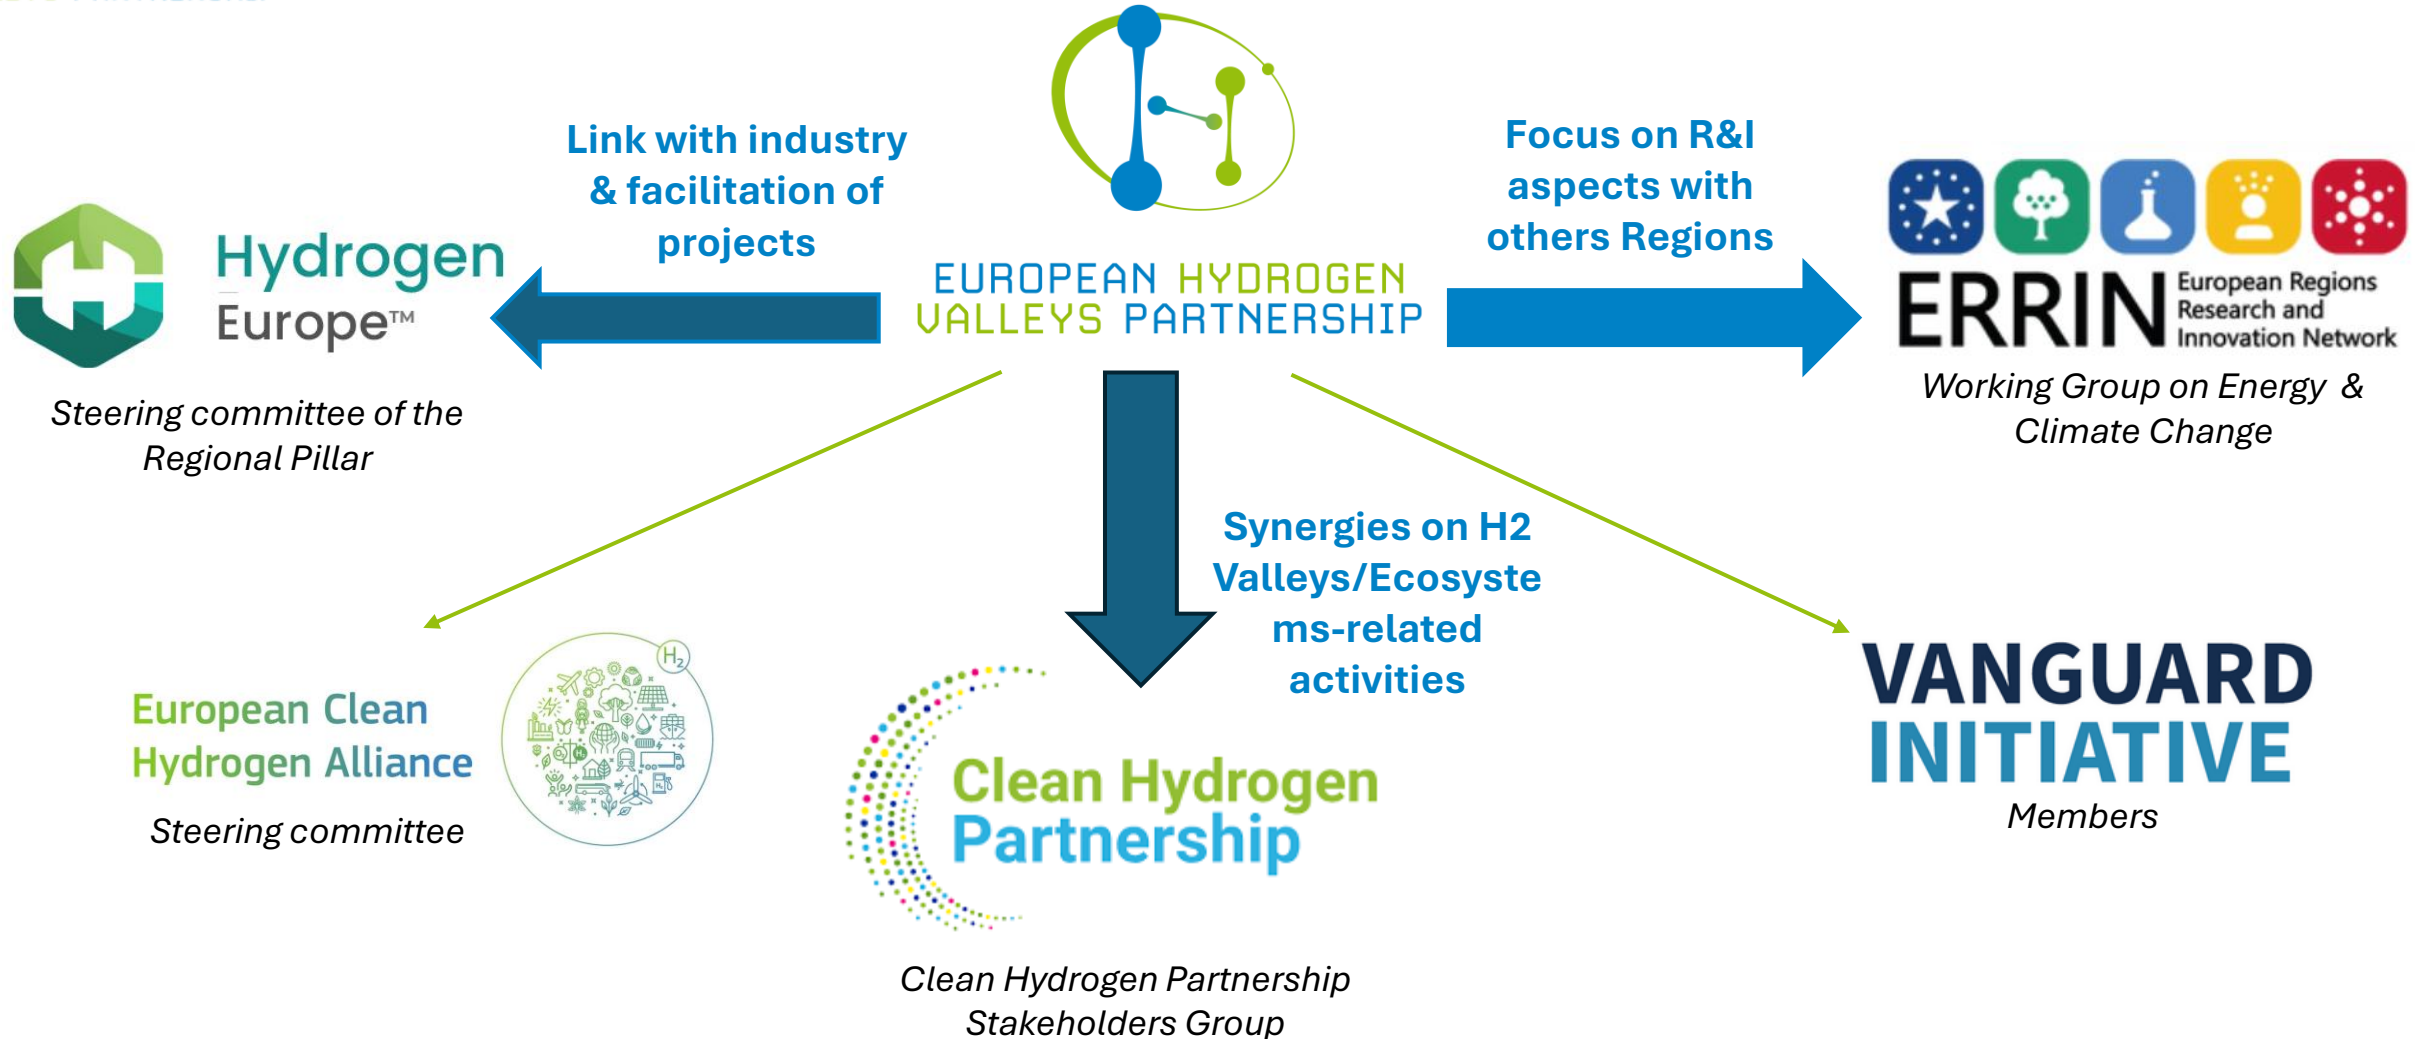 Link with industry
& facilitation of
projects
Focus on R&I
aspects with
others Regions
EUROPEAN HYDROGEN
VALLEYS PARTNERSHIP
Hydrogen
Europe™
Steering committee of the
Regional Pillar
ERRIN
European Regions
Research and
Innovation Network
Working Group on Energy &
Climate Change
Synergies on H2
Valleys/Ecosyste
ms-related
activities
European Clean
Hydrogen Alliance
H₂
Steering committee
Clean Hydrogen
Partnership
Clean Hydrogen Partnership
Stakeholders Group
VANGUARD
INITIATIVE
Members